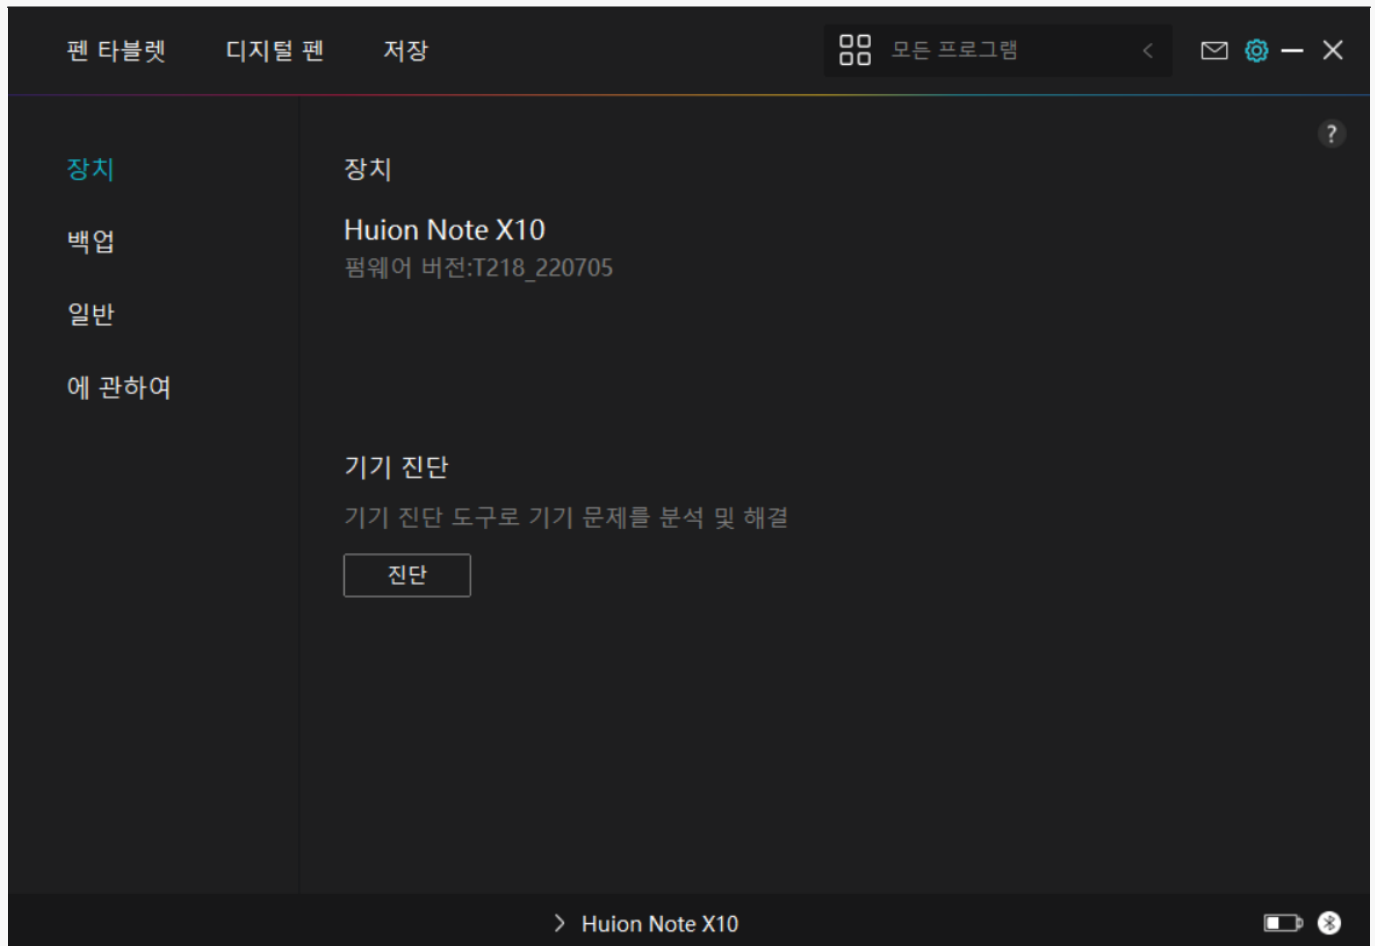 펜 타블렛 디지털 펜 저장 모든 프로그램
?
장치
백업
일반
에 관하여
장치
Huion Note X10
펌웨어 버전:T218_220705
기기 진단
기기 진단 도구로 기기 문제를 분석 및 해결
진단
Huion Note X10